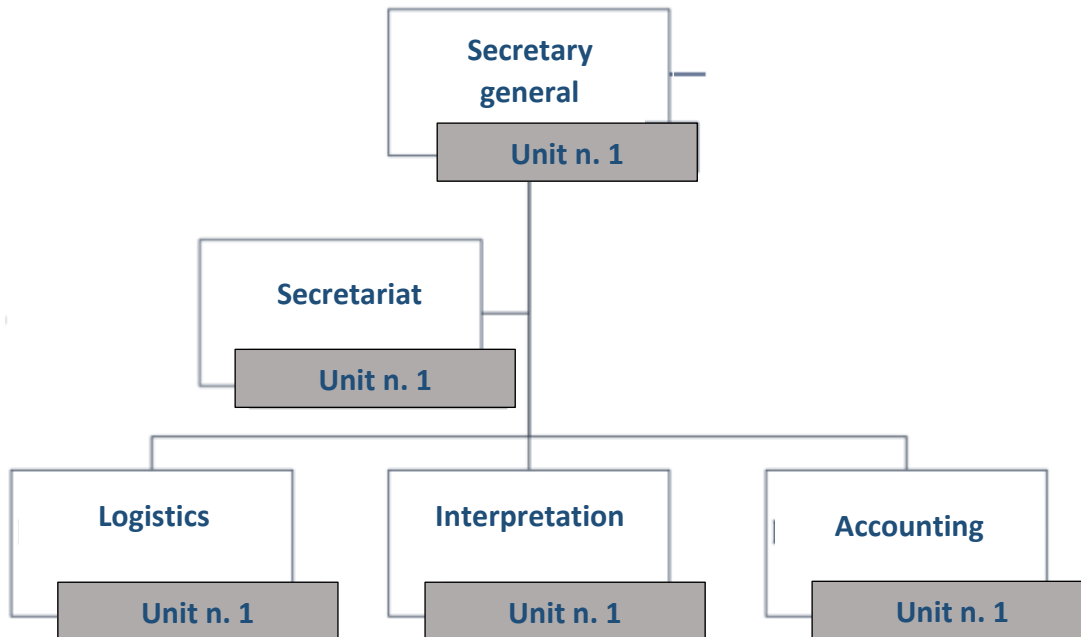 Secretary
general
Unit n. 1
Secretariat
Unit n. 1
Logistics
Interpretation
Accounting
Unit n. 1
Unit n. 1
Unit n. 1